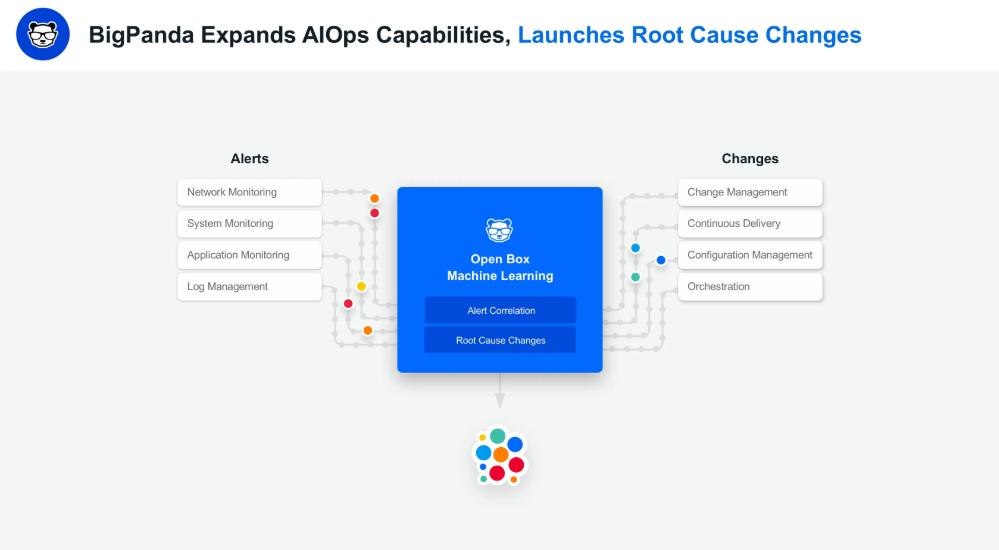 BigPanda Expands AIOps Capabilities, Launches Root Cause Changes
Alerts
Network Monitoring
System Monitoring
Application Monitoring
Log Management
Open Box
Machine Learning
Alert Correlation
Root Cause Changes
Changes
Change Management
Continuous Delivery
Configuration Management
Orchestration